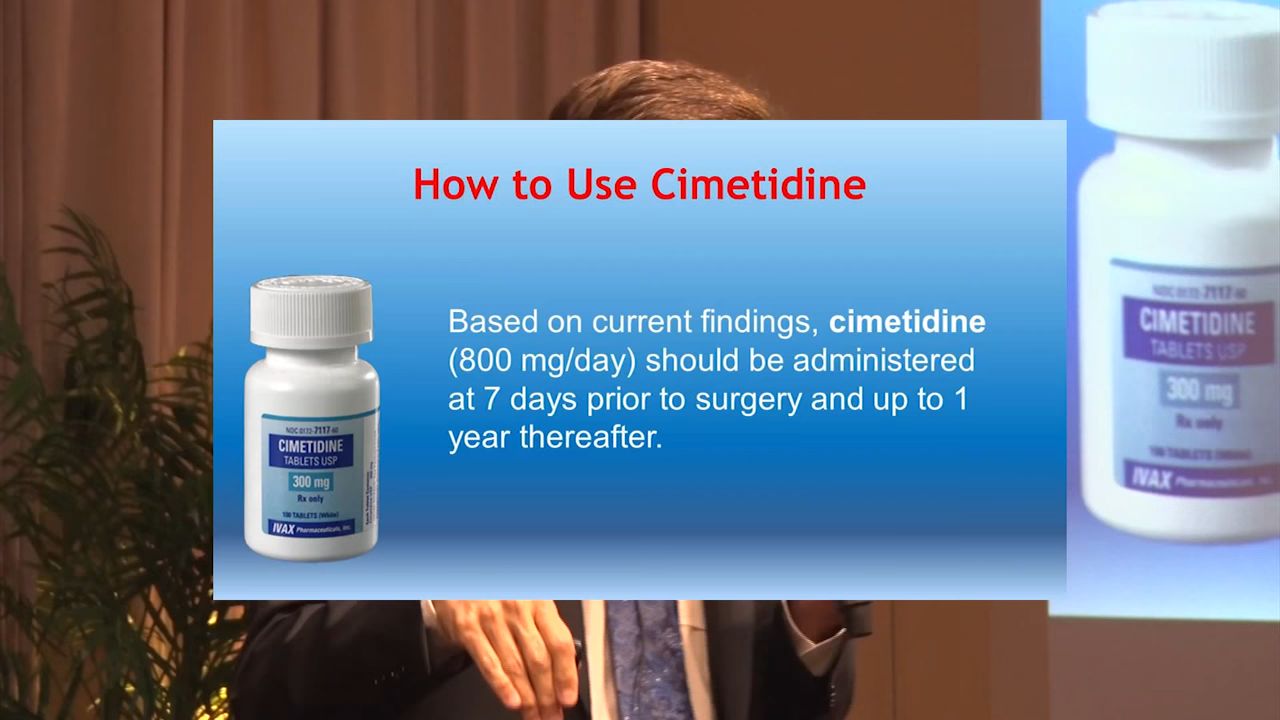 How to Use Cimetidine
Based on current findings, cimetidine
(800 mg/day) should be administered
at 7 days prior to surgery and up to 1
year thereafter.
NDC 0172-7117-60
CIMETIDINE
TABLETS USP
300 mg
Rx only
100 TABLETS (White)
IVAX Pharmaceuticals, Inc.
7117-60
CIMETIDINE
TABLETS USP
300 mg
Rx only
100 TABLETS (White)
IVAX Pharmaceuticals,